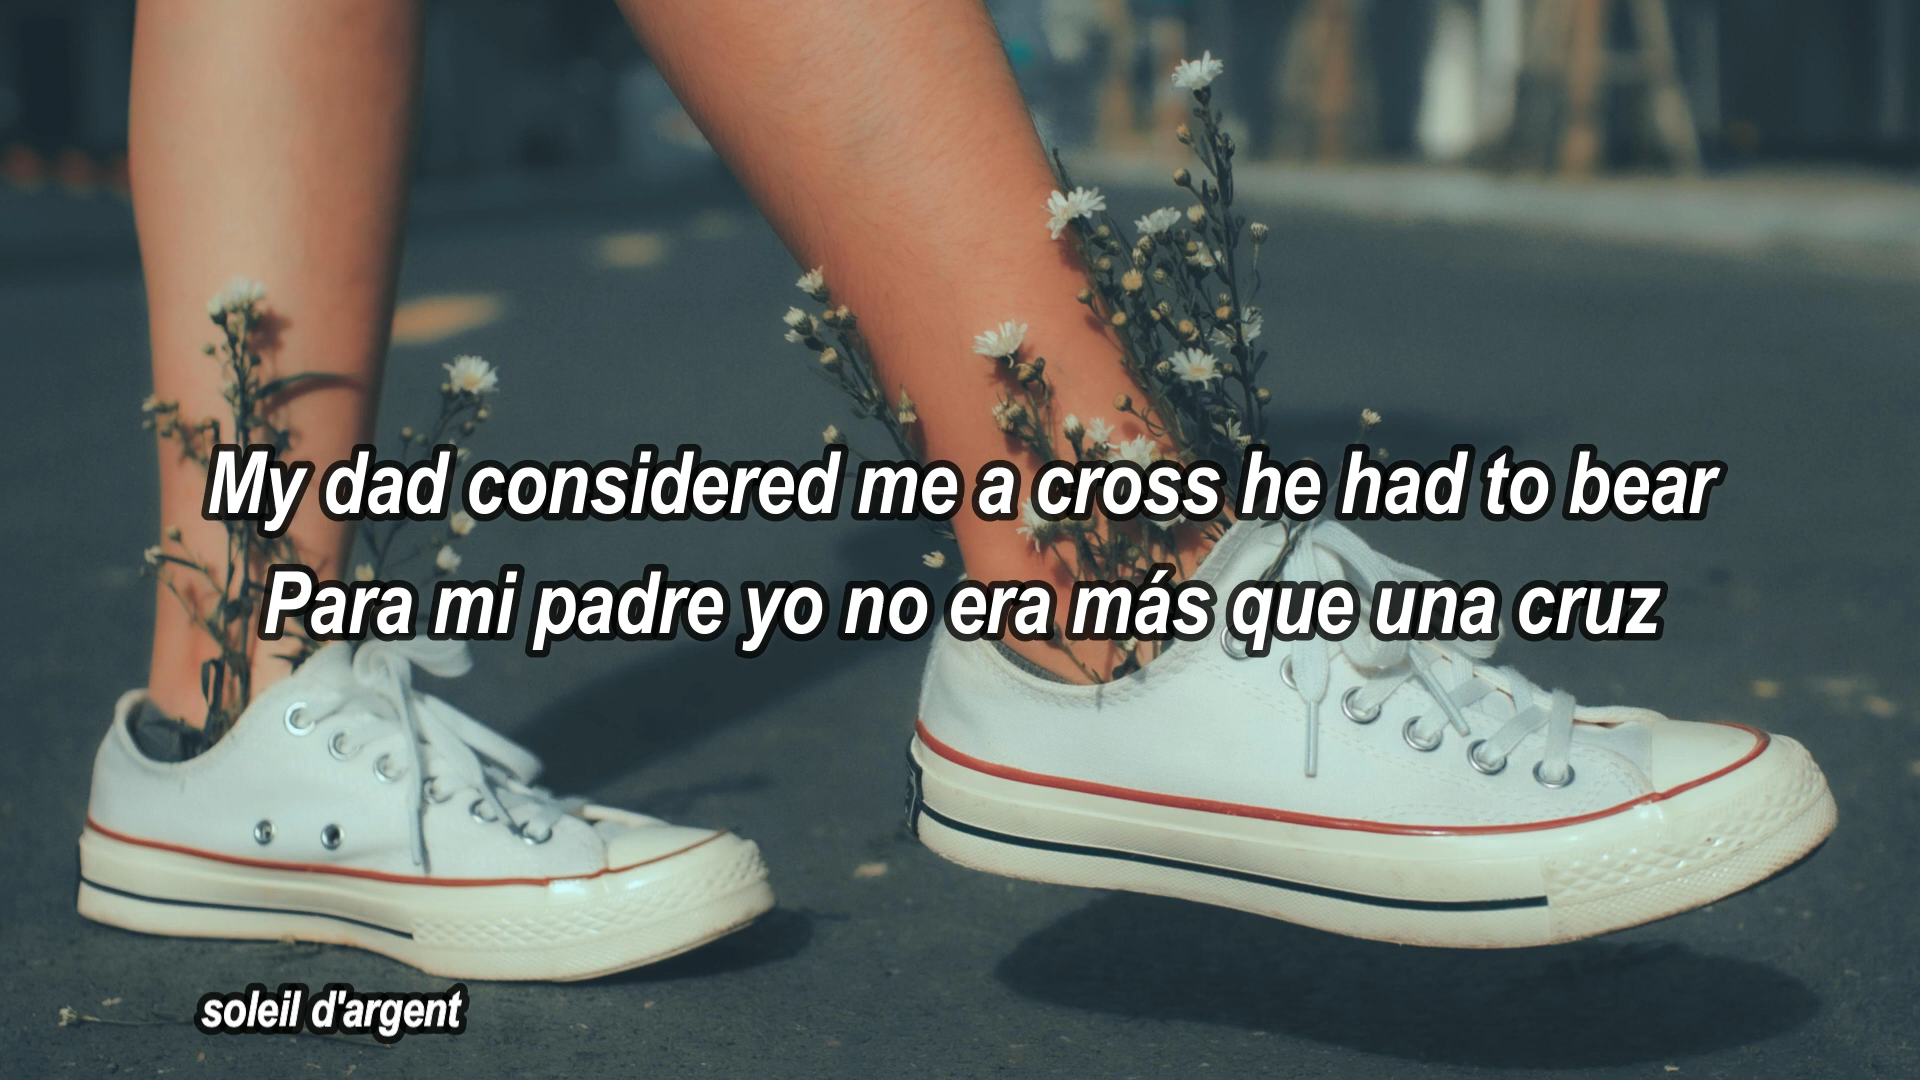 My dad considered me a cross he had to bear
Para mi padre yo no era más que una cruz
soleil d'argent